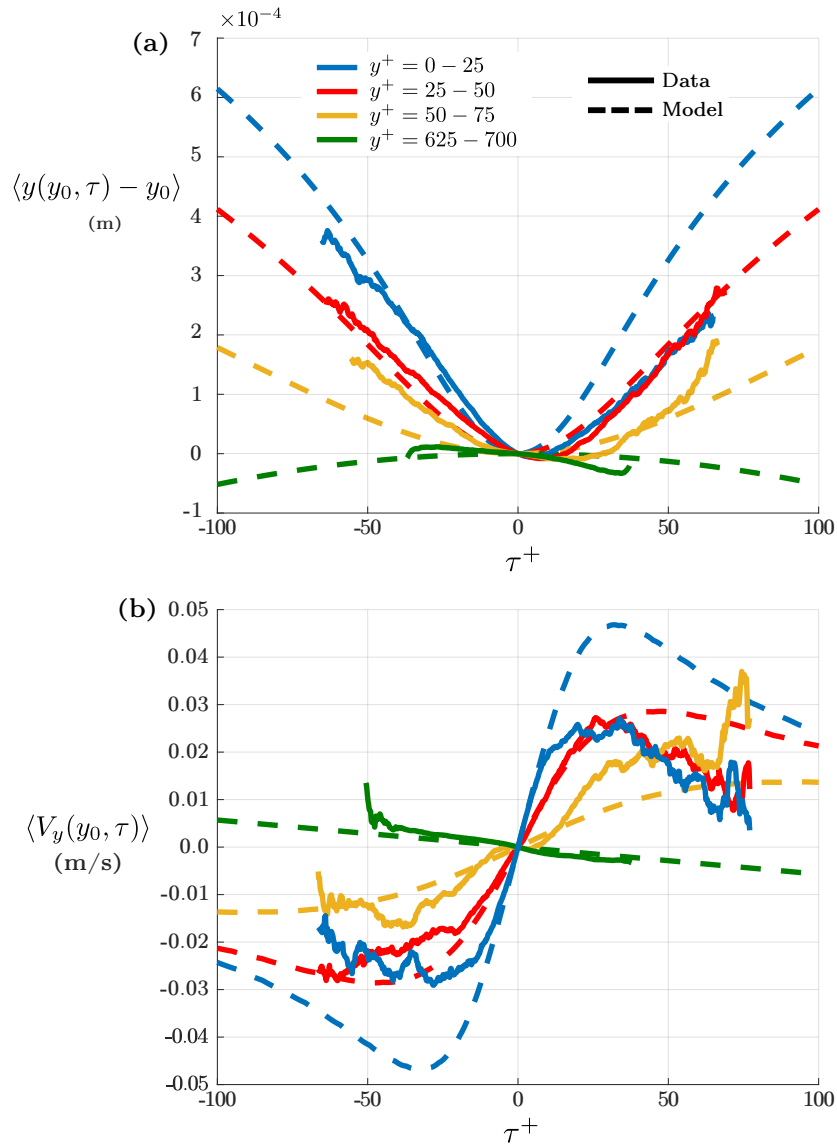 ×10⁻⁴
(a)
y⁺ = 0 − 25
y⁺ = 25 − 50
y⁺ = 50 − 75
y⁺ = 625 − 700
Data
Model
7
6
5
4
3
2
1
0
-1
⟨y(y₀, τ) − y₀⟩
(m)
-100
-50
0
50
100
τ⁺
(b)
0.05
0.04
0.03
0.02
0.01
0.0
-0.01
-0.02
-0.03
-0.04
-0.05
⟨V_y(y₀, τ)⟩
(m/s)
-100
-50
0
50
100
τ⁺